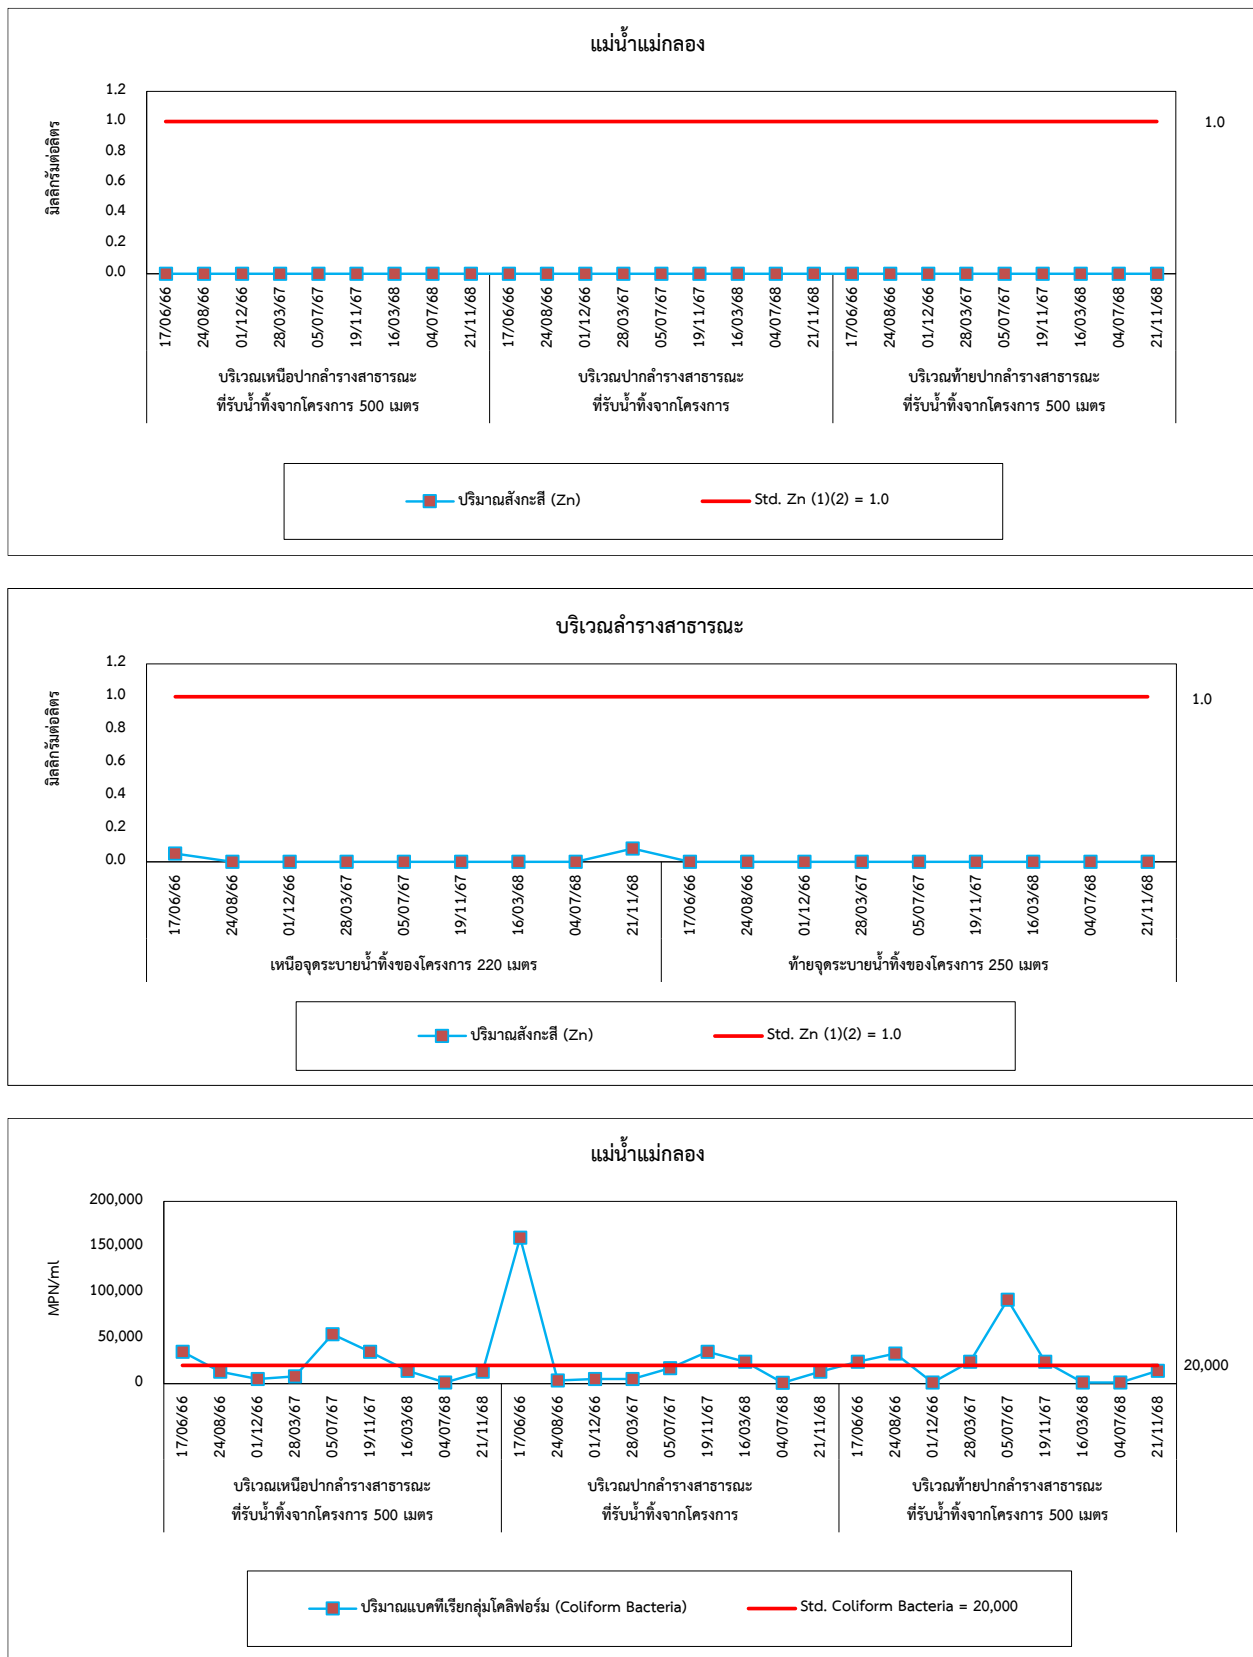 แม่น้ำแม่กลอง
มิลลิกรัมต่อลิตร
1.2
1.0
0.8
0.6
0.4
0.2
0.0
1.0
17/06/66 24/08/66 01/12/66 28/03/67 05/07/67 19/11/67 16/03/68 04/07/68 21/11/68 17/06/66 24/08/66 01/12/66 28/03/67 05/07/67 19/11/67 16/03/68 04/07/68 21/11/68 17/06/66 24/08/66 01/12/66 28/03/67 05/07/67 19/11/67 16/03/68 04/07/68 21/11/68
บริเวณเหนือปากลำรางสาธารณะ บริเวณปากลำรางสาธารณะ บริเวณท้ายปากลำรางสาธารณะ
ที่รับน้ำทิ้งจากโครงการ 500 เมตร ที่รับน้ำทิ้งจากโครงการ ที่รับน้ำทิ้งจากโครงการ 500 เมตร
ปริมาณสังกะสี (Zn) Std. Zn (1)(2) = 1.0
บริเวณลำรางสาธารณะ
มิลลิกรัมต่อลิตร
1.2
1.0
0.8
0.6
0.4
0.2
0.0
1.0
17/06/66 24/08/66 01/12/66 28/03/67 05/07/67 19/11/67 16/03/68 04/07/68 21/11/68 17/06/66 24/08/66 01/12/66 28/03/67 05/07/67 19/11/67 16/03/68 04/07/68 21/11/68
เหนือจุดระบายน้ำทิ้งของโครงการ 220 เมตร ท้ายจุดระบายน้ำทิ้งของโครงการ 250 เมตร
ปริมาณสังกะสี (Zn) Std. Zn (1)(2) = 1.0
แม่น้ำแม่กลอง
MPN/ml
200,000
150,000
100,000
50,000
0
20,000
17/06/66 24/08/66 01/12/66 28/03/67 05/07/67 19/11/67 16/03/68 04/07/68 21/11/68 17/06/66 24/08/66 01/12/66 28/03/67 05/07/67 19/11/67 16/03/68 04/07/68 21/11/68 17/06/66 24/08/66 01/12/66 28/03/67 05/07/67 19/11/67 16/03/68 04/07/68 21/11/68
บริเวณเหนือปากลำรางสาธารณะ บริเวณปากลำรางสาธารณะ บริเวณท้ายปากลำรางสาธารณะ
ที่รับน้ำทิ้งจากโครงการ 500 เมตร ที่รับน้ำทิ้งจากโครงการ ที่รับน้ำทิ้งจากโครงการ 500 เมตร
ปริมาณแบคทีเรียกลุ่มโคลิฟอร์ม (Coliform Bacteria) Std. Coliform Bacteria = 20,000